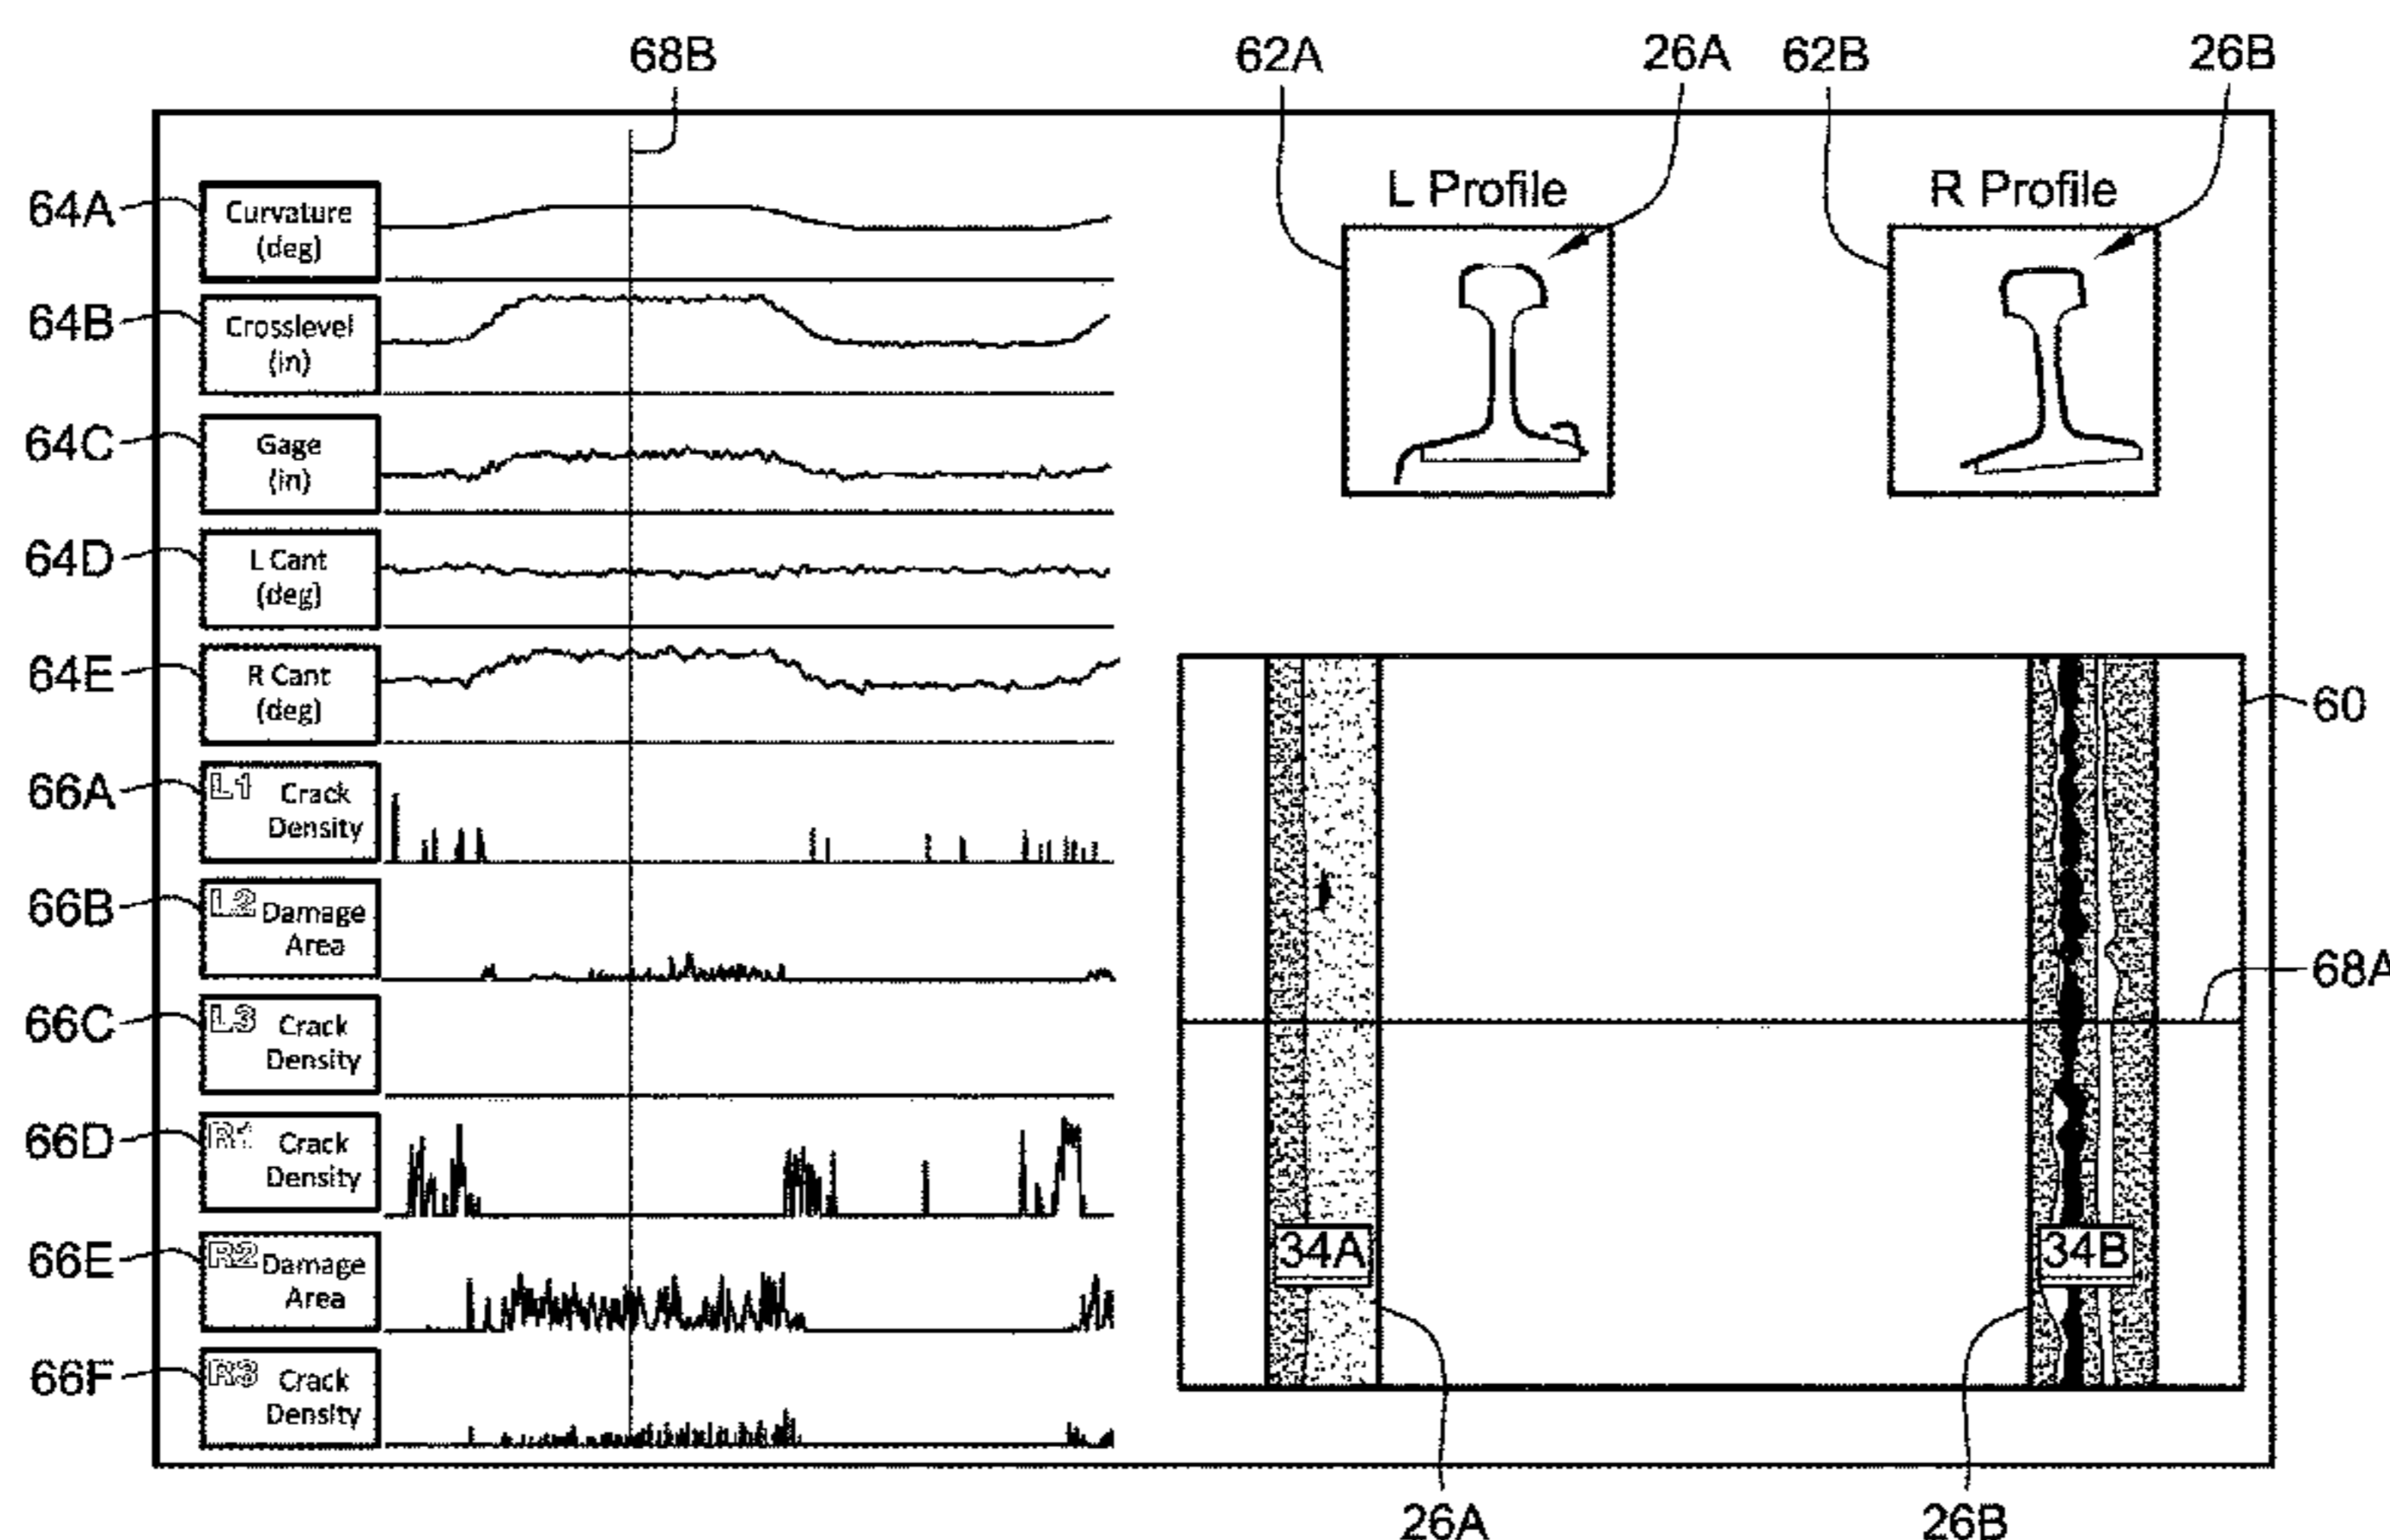 68B
62A
26A
62B
26B
L Profile
R Profile
64A
Curvature
(deg)
64B
Crosslevel
(in)
64C
Gage
(in)
64D
L Cant
(deg)
64E
R Cant
(deg)
66A
L1 Crack
Density
66B
L2 Damage
Area
66C
L3 Crack
Density
66D
R1 Crack
Density
66E
R2 Damage
Area
66F
R3 Crack
Density
60
68A
34A
34B
26A
26B